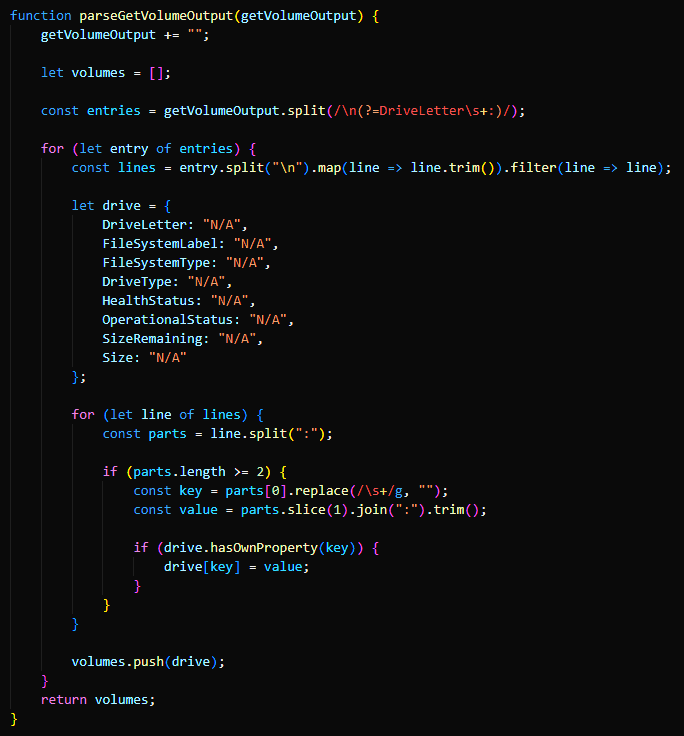 function parseGetVolumeOutput(getVolumeOutput) {
    getVolumeOutput += "";

    let volumes = [];

    const entries = getVolumeOutput.split(/\n(?=DriveLetter\s+:)/);

    for (let entry of entries) {
        const lines = entry.split("\n").map(line => line.trim()).filter(line => line);

        let drive = {
            DriveLetter: "N/A",
            FileSystemLabel: "N/A",
            FileSystemType: "N/A",
            DriveType: "N/A",
            HealthStatus: "N/A",
            OperationalStatus: "N/A",
            SizeRemaining: "N/A",
            Size: "N/A"
        };

        for (let line of lines) {
            const parts = line.split(":");

            if (parts.length >= 2) {
                const key = parts[0].replace(/\s+/g, "");
                const value = parts.slice(1).join(":").trim();

                if (drive.hasOwnProperty(key)) {
                    drive[key] = value;
                }
            }
        }

        volumes.push(drive);
    }
    return volumes;
}